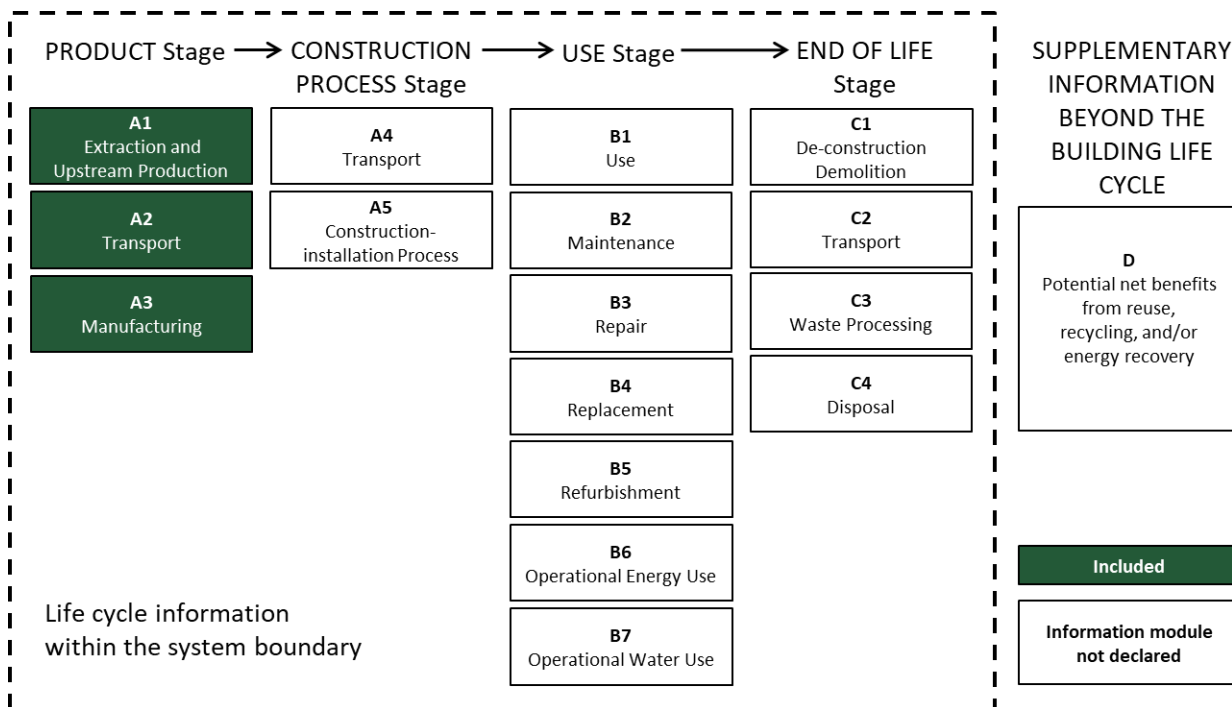 PRODUCT Stage
CONSTRUCTION
PROCESS Stage
USE Stage
END OF LIFE
Stage
SUPPLEMENTARY
INFORMATION
BEYOND THE
BUILDING LIFE
CYCLE
A1
Extraction and
Upstream Production
A2
Transport
A3
Manufacturing
A4
Transport
A5
Construction-
installation Process
B1
Use
B2
Maintenance
B3
Repair
B4
Replacement
B5
Refurbishment
B6
Operational Energy Use
B7
Operational Water Use
C1
De-construction
Demolition
C2
Transport
C3
Waste Processing
C4
Disposal
D
Potential net benefits
from reuse,
recycling, and/or
energy recovery
Included
Information module
not declared
Life cycle information
within the system boundary